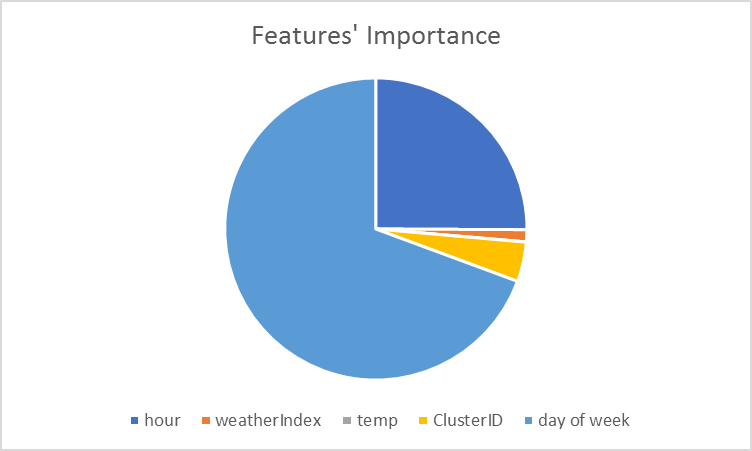 Features' Importance
hour weatherIndex temp ClusterID day of week